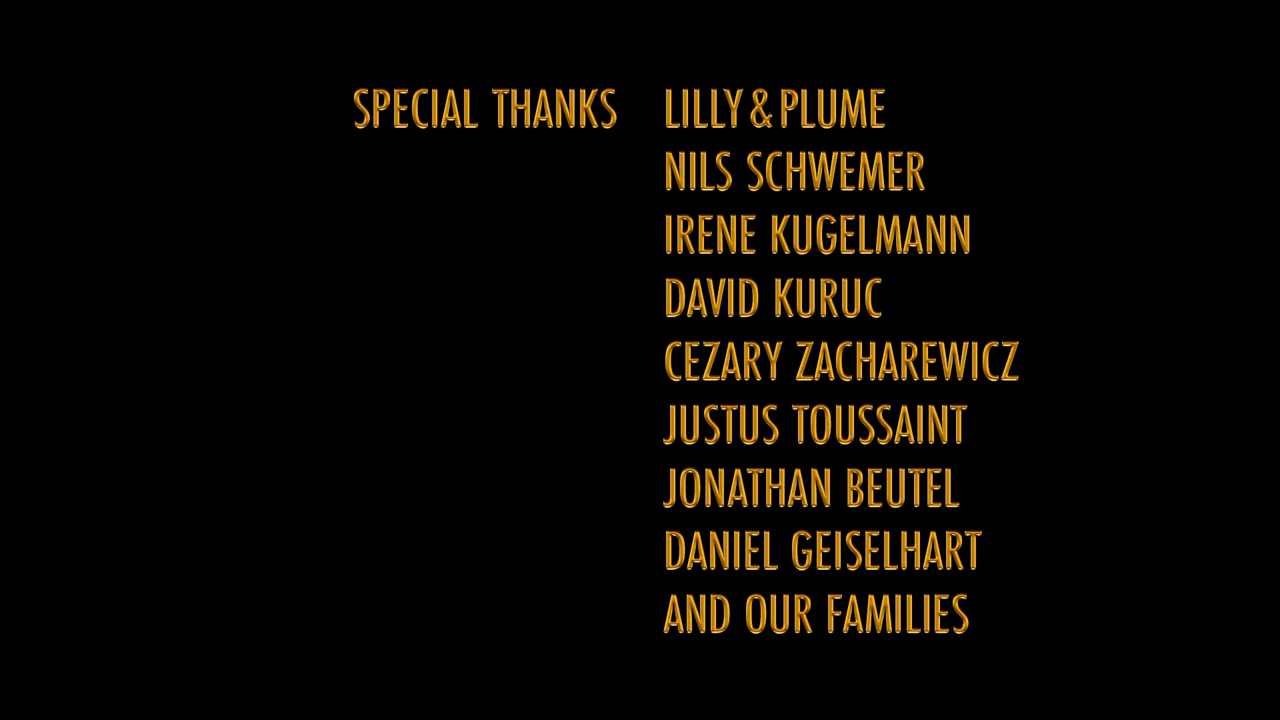 SPECIAL THANKS LILLY & PLUME
NILS SCHWEMER
IRENE KUGELMANN
DAVID KURUC
CEZARY ZACHAREWICZ
JUSTUS TOUSSAINT
JONATHAN BEUTEL
DANIEL GEISELHART
AND OUR FAMILIES